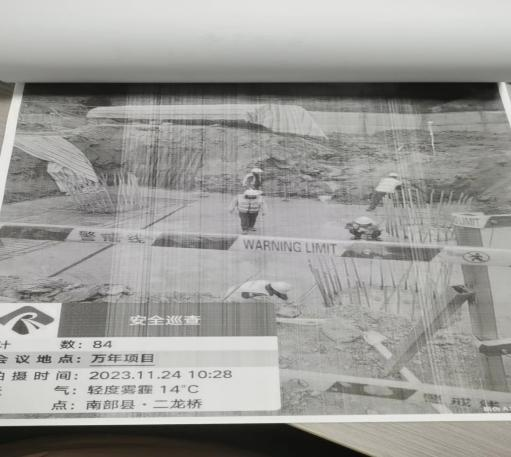 警戒线
WARNING LIMIT
LIMIT
安全巡查
计 数：84
会议地点：万年项目
拍摄时间：2023.11.24 10:28
气：轻度雾霾 14°C
点：南部县·二龙桥